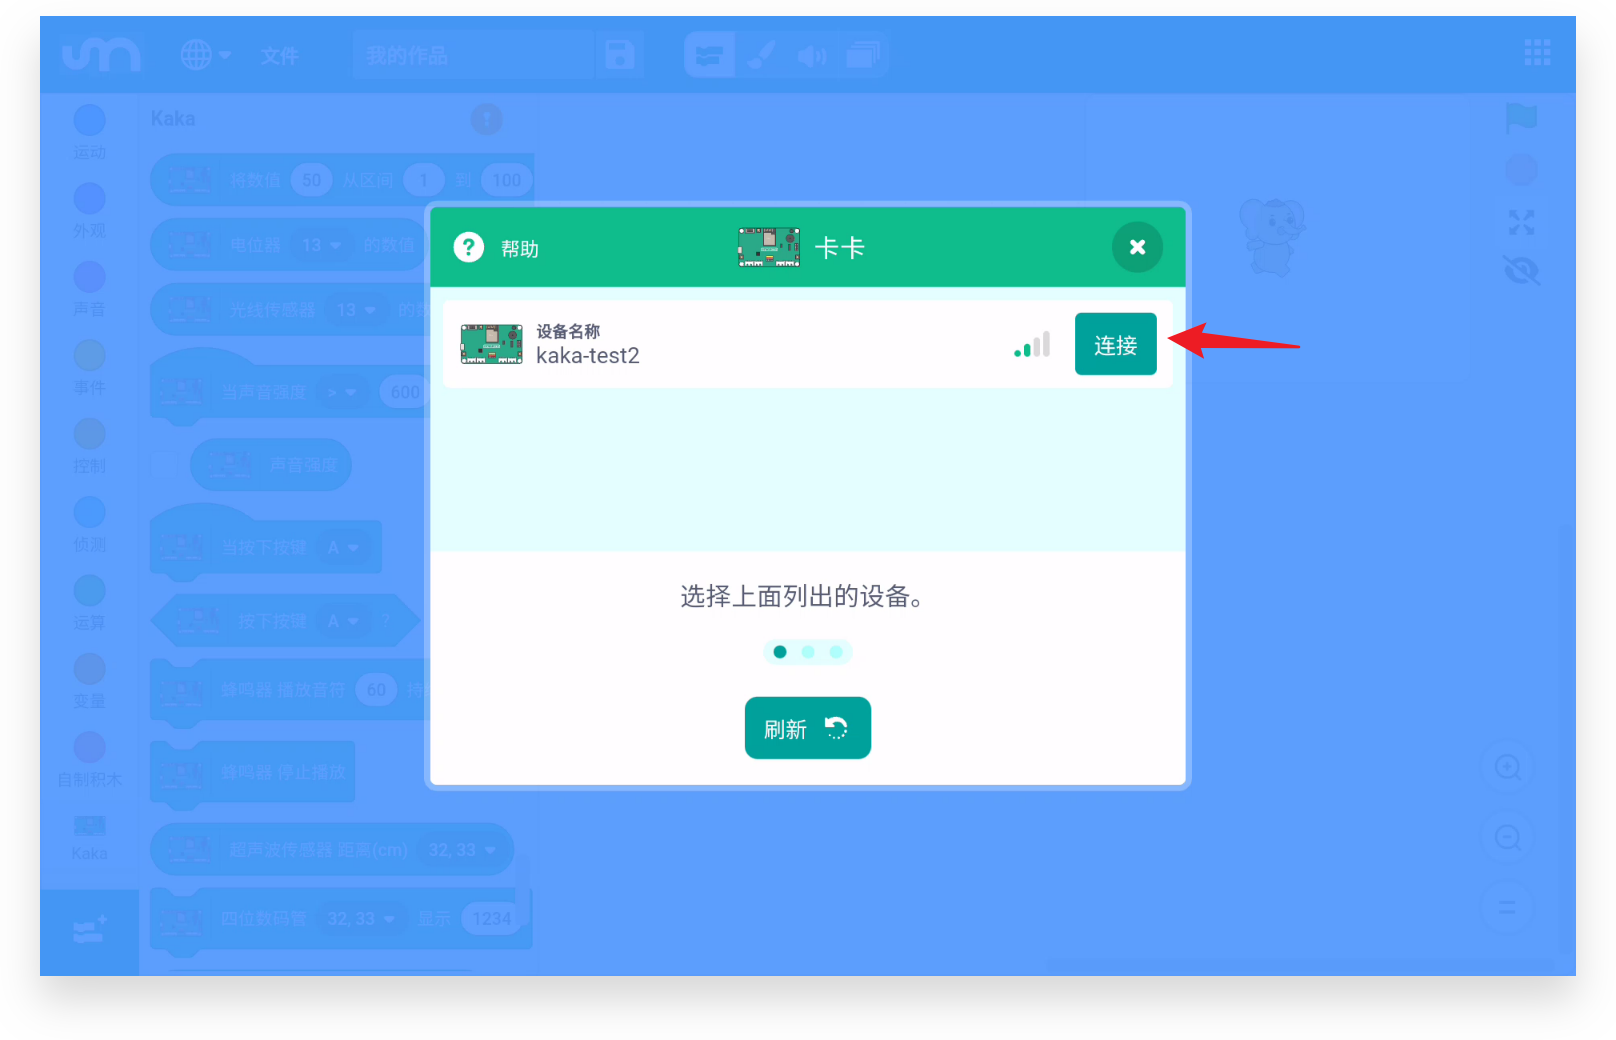 um
文件
我的作品
Kaka
运动
外观
声音
事件
控制
侦测
运算
变量
自制积木
Kaka
将数值 50 从区间 1 到 100
电位器 13 的数值
光线传感器 13 的数
当声音强度 > 600
声音强度
当按下按键 A
按下按键 A ?
蜂鸣器 播放音符 60 持
蜂鸣器 停止播放
超声波传感器 距离(cm) 32, 33
四位数码管 32, 33 显示 1234
帮助
卡卡
设备名称
kaka-test2
连接
选择上面列出的设备。
刷新